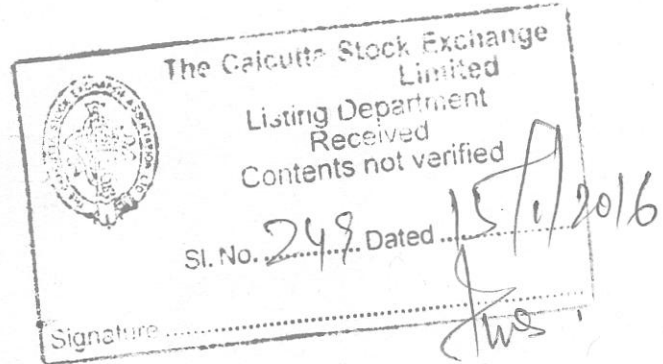 The Calcutta Stock Exchange
Limited
Listing Department
Received
Contents not verified
Sl. No. 249 Dated 15/1/2016
Signature